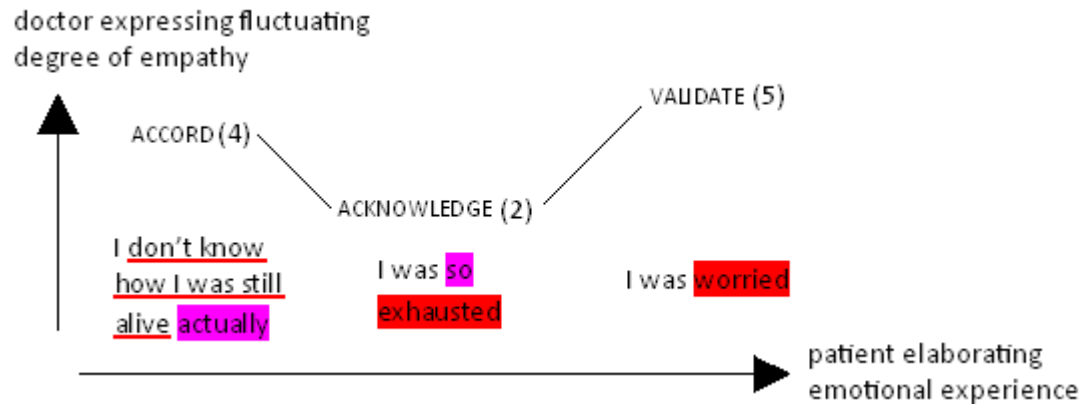 doctor expressing fluctuating
degree of empathy
VALIDATE (5)
ACCORD (4)
ACKNOWLEDGE (2)
I don't know
how I was still
alive actually
I was so
exhausted
I was worried
patient elaborating
emotional experience